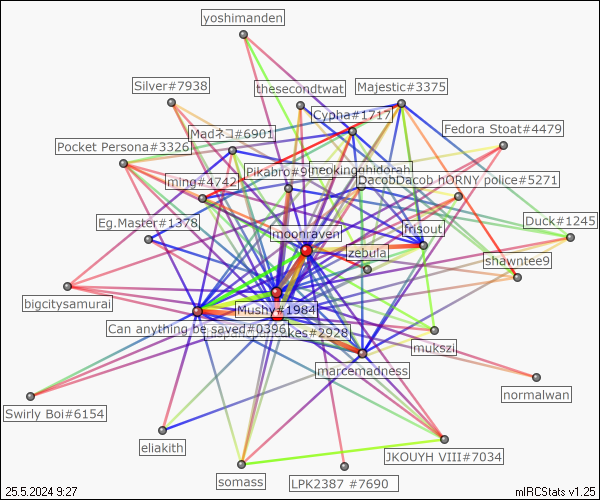 yoshimanden
Silver#7938
thesecondtwat
Majestic#3375
Cypha#1717
Madネコ#6901
Fedora Stoat#4479
Pocket Persona#3326
neokingghidorah
Pikabro#9
DacobDacob hORNY police#5271
ming#4742
Eg.Master#1378
Duck#1245
moonraven
frisout
zebula
shawntee9
bigcitysamurai
Mushy#1984
Can anything be saved#0396
kes#2928
mukszi
marcemadness
normalwan
Swirly Boi#6154
eliakith
JKOUYH VIII#7034
somass
LPK2387 #7690
25.5.2024 9:27
mIRCStats v1.25